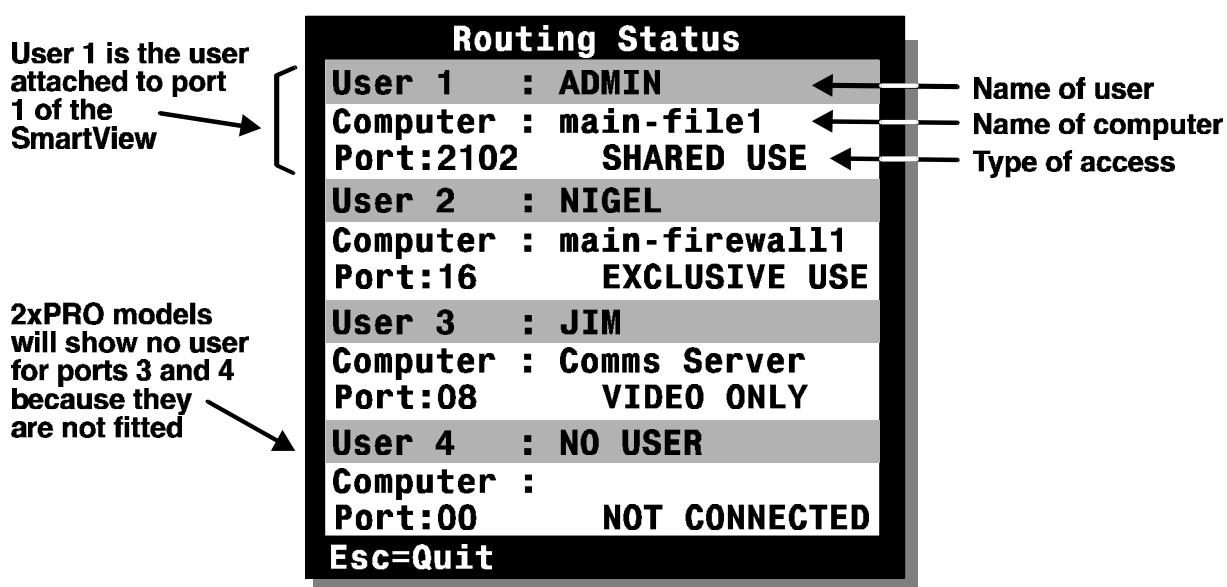 Routing Status
User 1 is the user
attached to port
1 of the
SmartView
User 1 : ADMIN
Name of user
Computer : main-file1
Name of computer
Port:2102 SHARED USE
Type of access
User 2 : NIGEL
Computer : main-firewall1
Port:16 EXCLUSIVE USE
2xPRO models
will show no user
for ports 3 and 4
because they
are not fitted
User 3 : JIM
Computer : Comms Server
Port:08 VIDEO ONLY
User 4 : NO USER
Computer :
Port:00 NOT CONNECTED
Esc=Quit